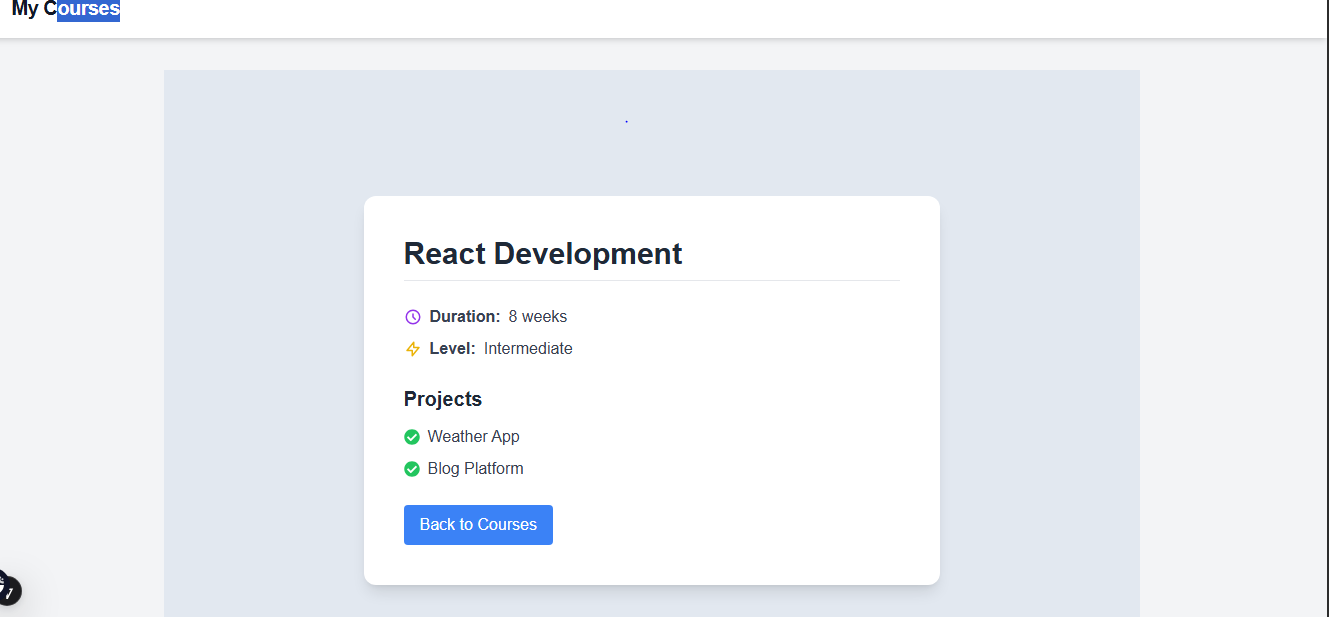 My Courses
React Development
Duration: 8 weeks
Level: Intermediate
Projects
Weather App
Blog Platform
Back to Courses